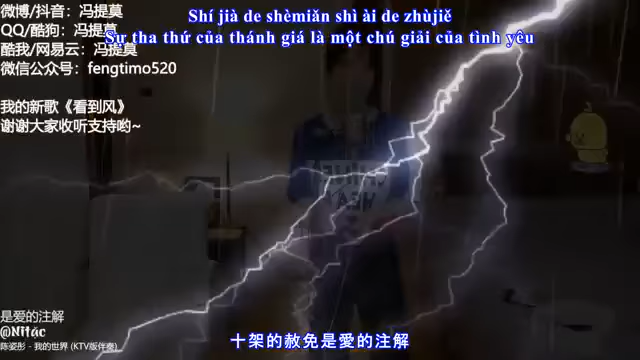 Shí jià de shèmiǎn shì ài de zhùjiě
Sự tha thứ của thánh giá là một chú giải của tình yêu
微博/抖音：冯提莫
QQ/酷狗：冯提莫
酷我/网易云：冯提莫
微信公众号：fengtimo520
我的新歌《看到风》
谢谢大家收听支持哟~
是爱的注解
@Nitac
陈姿彤 - 我的世界 (KTV版伴奏)
十架的赦免是愛的注解